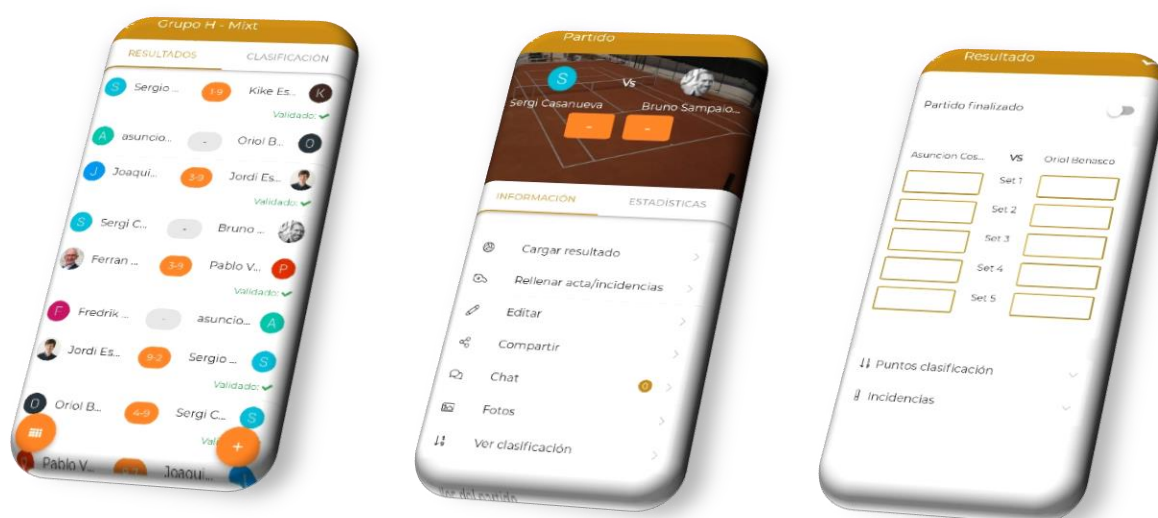 Grupo H - Mixt
RESULTADOS CLASIFICACIÓN
S Sergio ... 1-9 Kike Es... K
Validado: ✔
A asuncio... - Oriol B... O
J Joaqui... 3-9 Jordi Es...
Validado: ✔
S Sergi C... - Bruno ...
Ferran ... 3-9 Pablo V... P
Validado: ✔
F Fredrik ... - asuncio... A
Jordi Es... 9-2 Sergio ... S
Validado: ✔
O Oriol B... 4-9 Sergi C... S
+
Pablo V... Joaqui...
Partido
S Vs
Sergi Casanueva Bruno Sampaio...
- -
INFORMACIÓN ESTADÍSTICAS
Cargar resultado
Rellenar acta/incidencias
Editar
Compartir
Chat 0
Fotos
Ver clasificación
del partido
Resultado
Partido finalizado
Asuncion Cos... VS Oriol Benasco
Set 1
Set 2
Set 3
Set 4
Set 5
Puntos clasificación
Incidencias